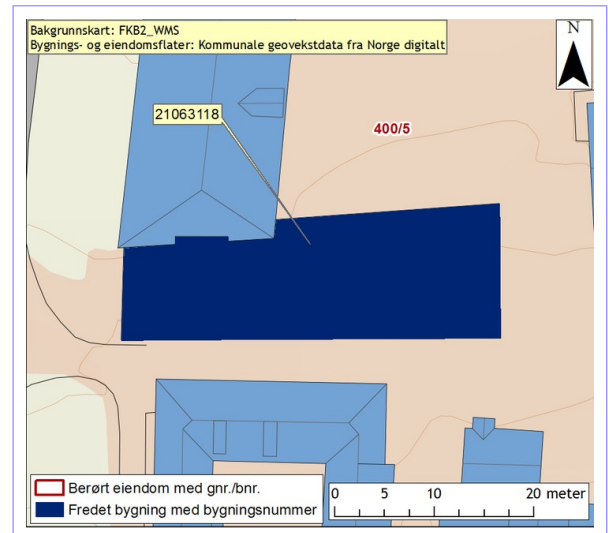 Bakgrunnskart: FKB2_WMS
Bygnings- og eiendomsflater: Kommunale geovekstdata fra Norge digitalt
N
21063118
400/5
Berørt eiendom med gnr./bnr.
Fredet bygning med bygningsnummer
0 5 10 20 meter